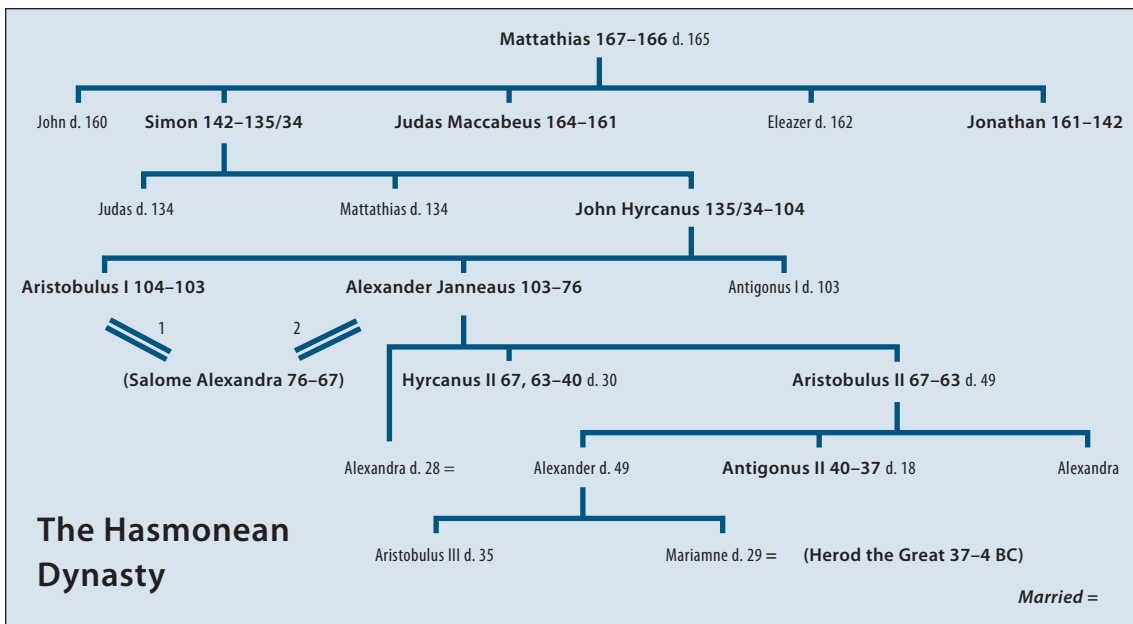 Mattathias 167–166 d. 165
John d. 160 Simon 142–135/34 Judas Maccabeus 164–161 Eleazer d. 162 Jonathan 161–142
Judas d. 134 Mattathias d. 134 John Hyrcanus 135/34–104
Aristobulus I 104–103 Alexander Janneaus 103–76 Antigonus I d. 103
1 2
(Salome Alexandra 76–67) Hyrcanus II 67, 63–40 d. 30 Aristobulus II 67–63 d. 49
Alexandra d. 28 = Alexander d. 49 Antigonus II 40–37 d. 18 Alexandra
The Hasmonean
Dynasty
Aristobulus III d. 35 Mariamne d. 29 = (Herod the Great 37–4 BC)
Married =